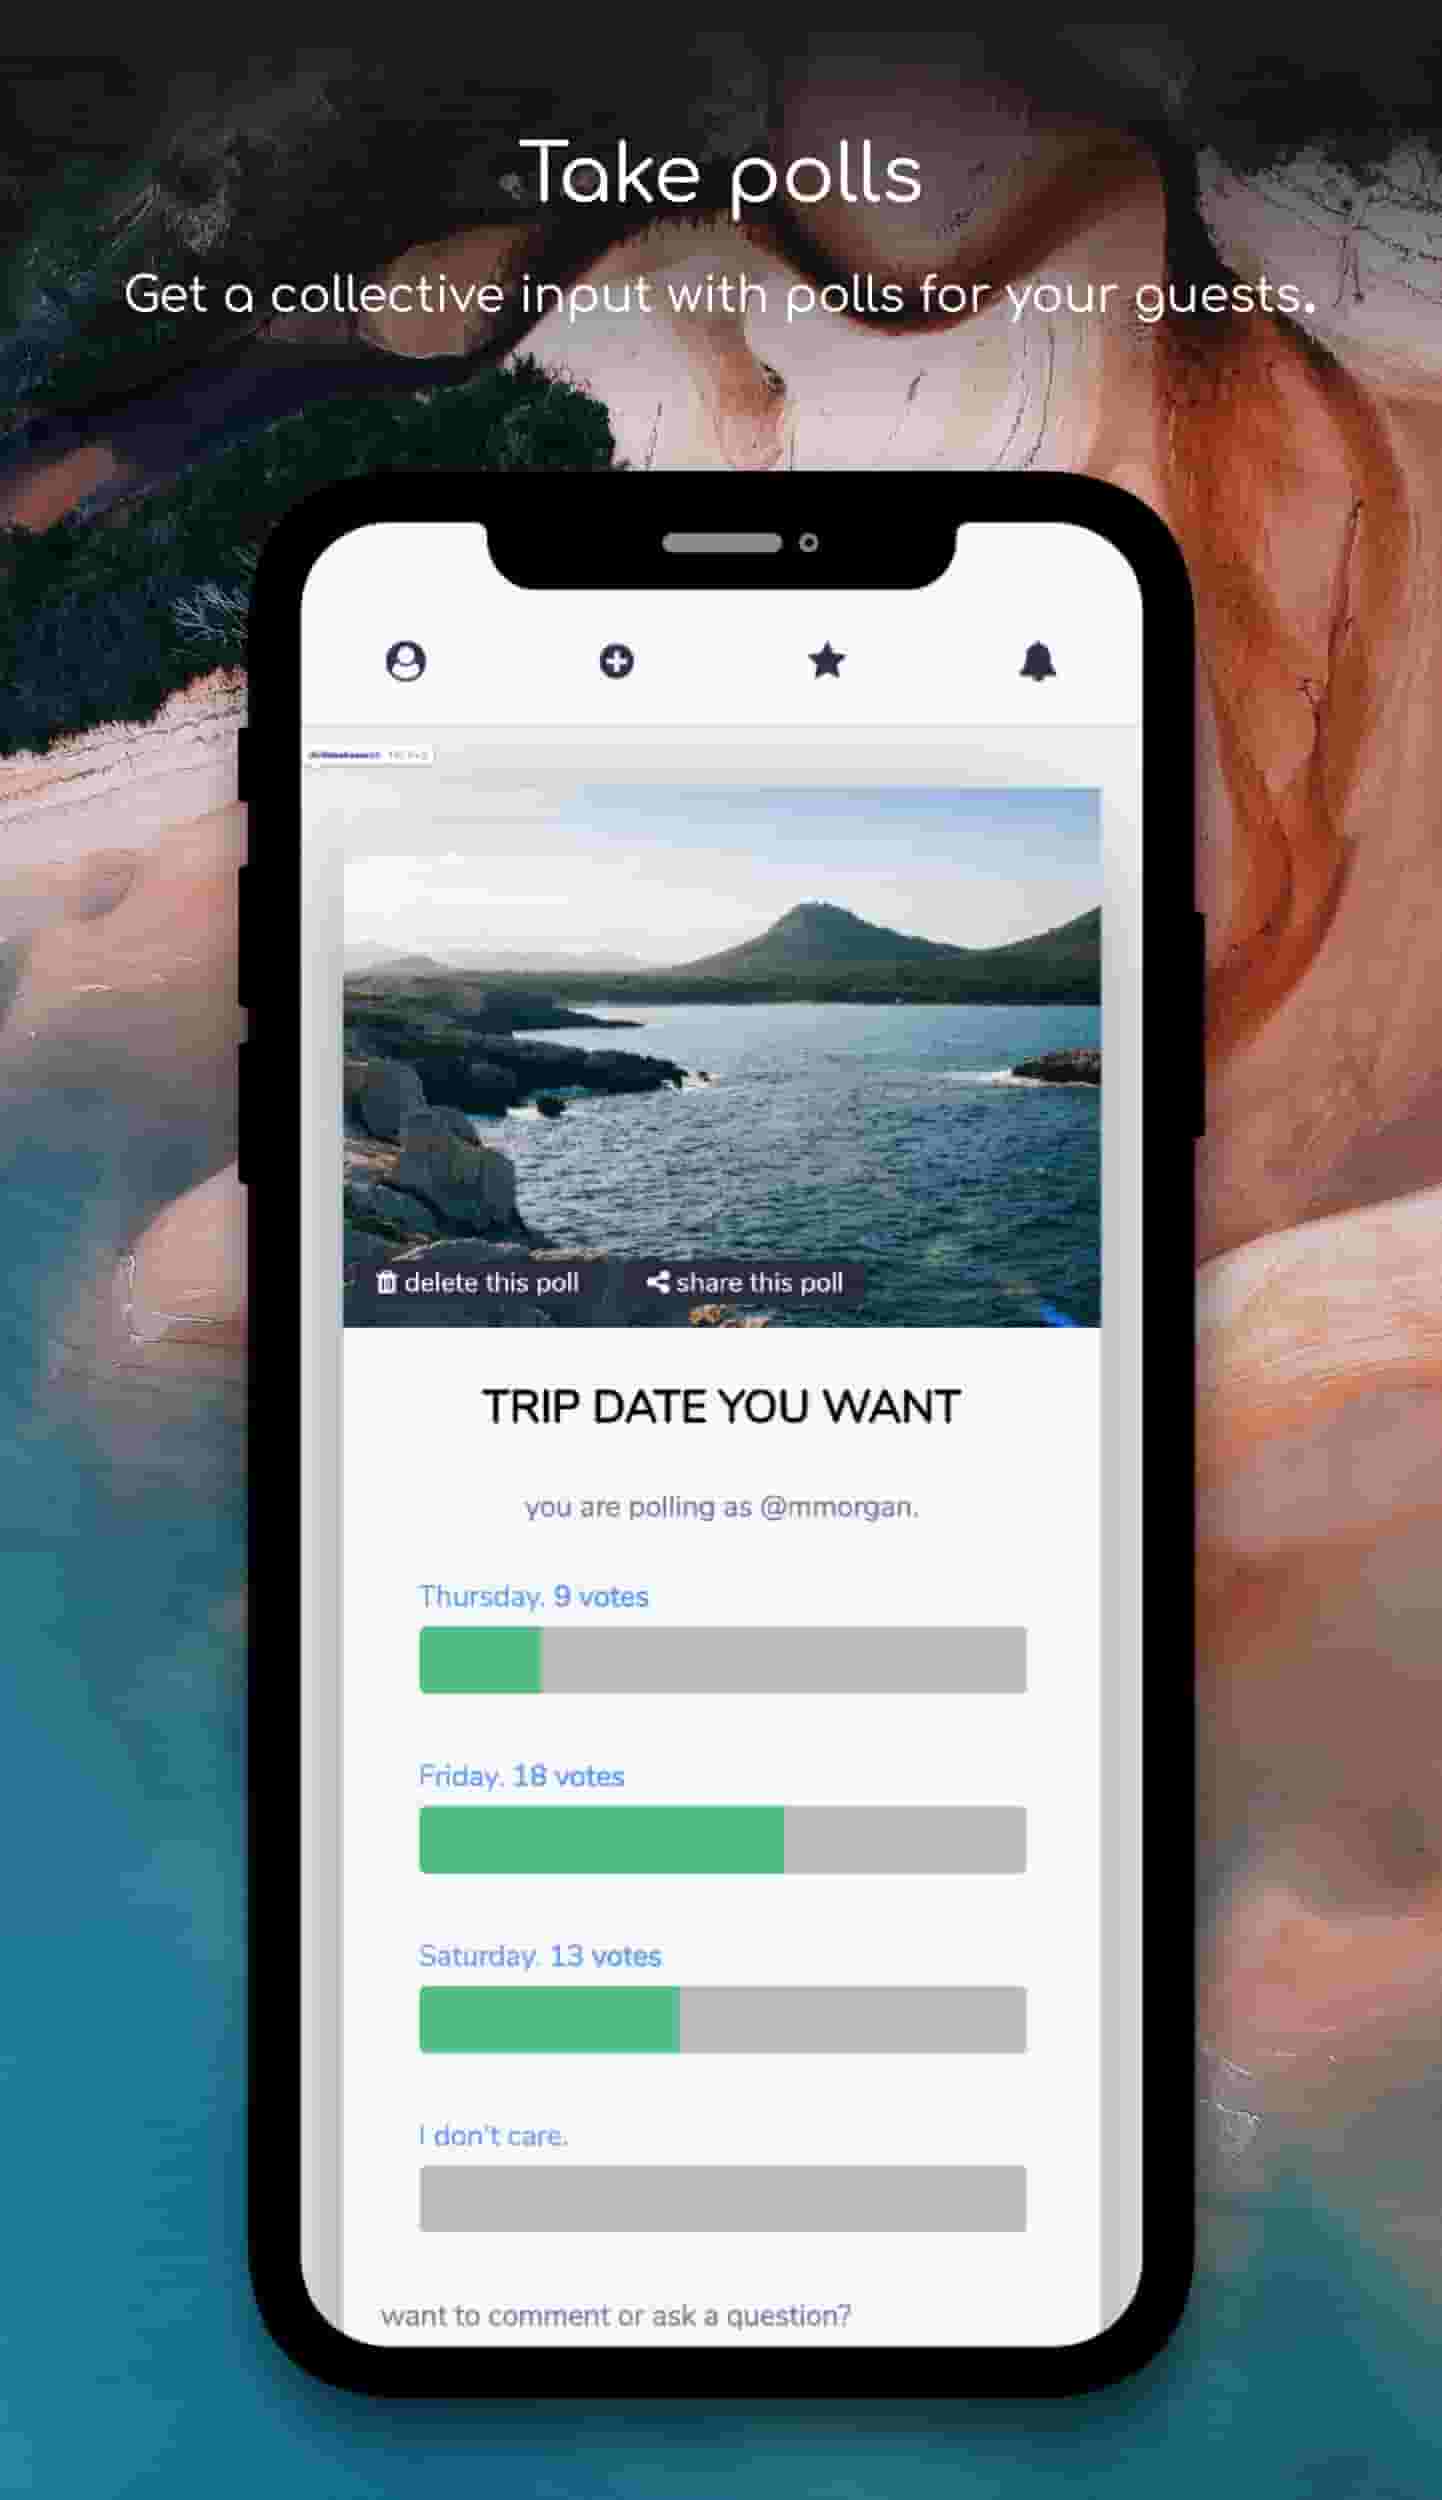 Take polls
Get a collective input with polls for your guests.
delete this poll
share this poll
TRIP DATE YOU WANT
you are polling as @mmorgan.
Thursday. 9 votes
Friday. 18 votes
Saturday. 13 votes
I don't care.
want to comment or ask a question?